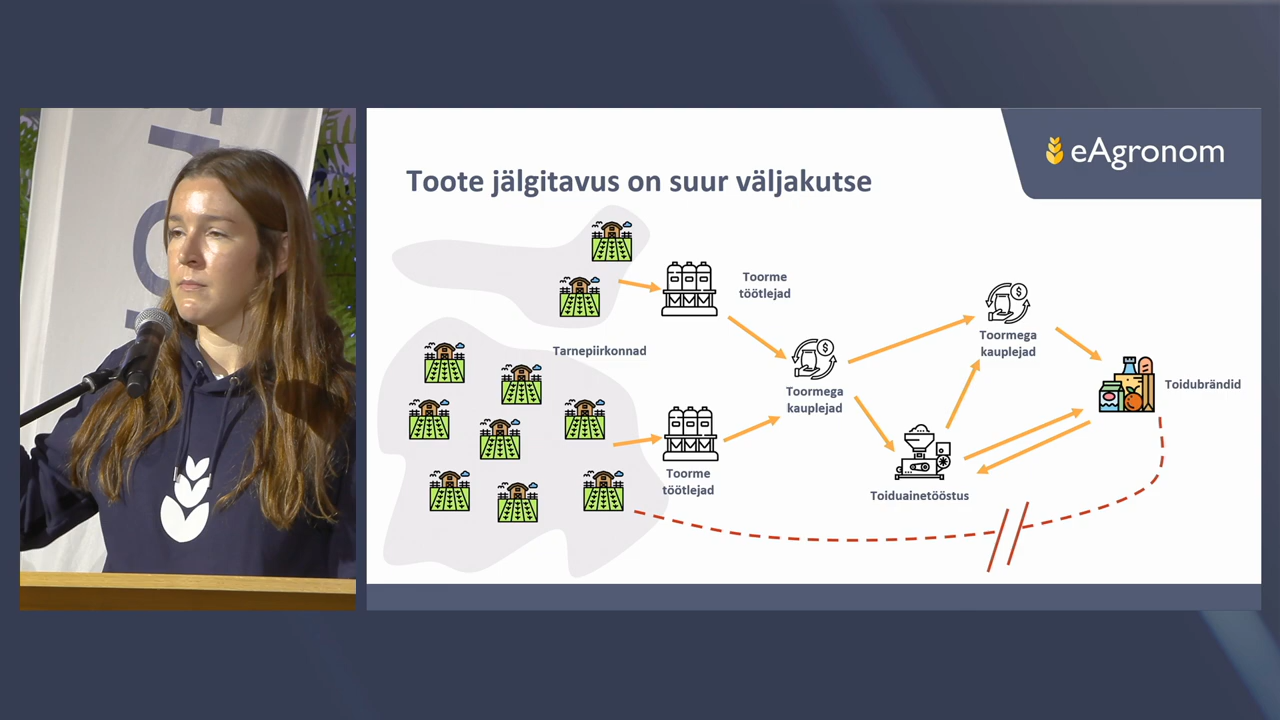 eAgronom
Toote jälgitavus on suur väljakutse
Toorme
töötlejad
Tarnepiirkonnad
Toormega
kauplejad
Toormega
kauplejad
Toidubrändid
Toorme
töötlejad
Toiduainetööstus
$
$